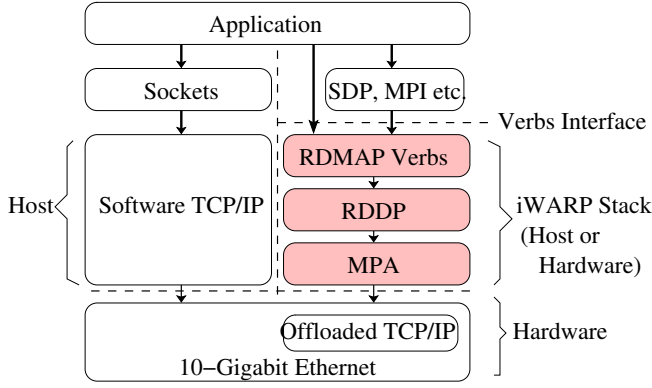 Application
Sockets
SDP, MPI etc.
Verbs Interface
RDMAP Verbs
Host
Software TCP/IP
RDDP
iWARP Stack
(Host or
Hardware)
MPA
Offloaded TCP/IP
Hardware
10−Gigabit Ethernet